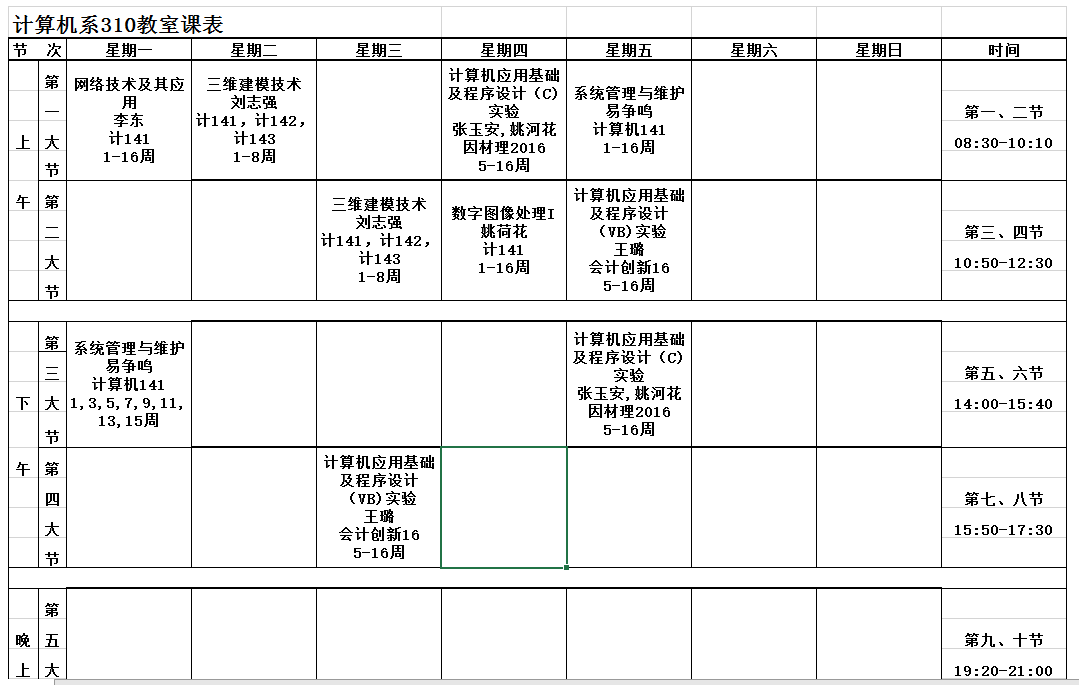 计算机系310教室课表
节 次 星期一 星期二 星期三 星期四 星期五 星期六 星期日 时间
上午
第一大节
网络技术及其应
用
李东
计141
1-16周
三维建模技术
刘志强
计141，计142，
计143
1-8周
计算机应用基础
及程序设计（C)
实验
张玉安,姚河花
因材理2016
5-16周
系统管理与维护
易争鸣
计算机141
1-16周
第一、二节
08:30-10:10
第二大节
三维建模技术
刘志强
计141，计142，
计143
1-8周
数字图像处理I
姚荷花
计141
1-16周
计算机应用基础
及程序设计
（VB)实验
王璐
会计创新16
5-16周
第三、四节
10:50-12:30
下午
第三大节
系统管理与维护
易争鸣
计算机141
1,3,5,7,9,11,
13,15周
计算机应用基础
及程序设计（C)
实验
张玉安,姚河花
因材理2016
5-16周
第五、六节
14:00-15:40
第四大节
计算机应用基础
及程序设计
（VB)实验
王璐
会计创新16
5-16周
第七、八节
15:50-17:30
晚上
第五大
第九、十节
19:20-21:00